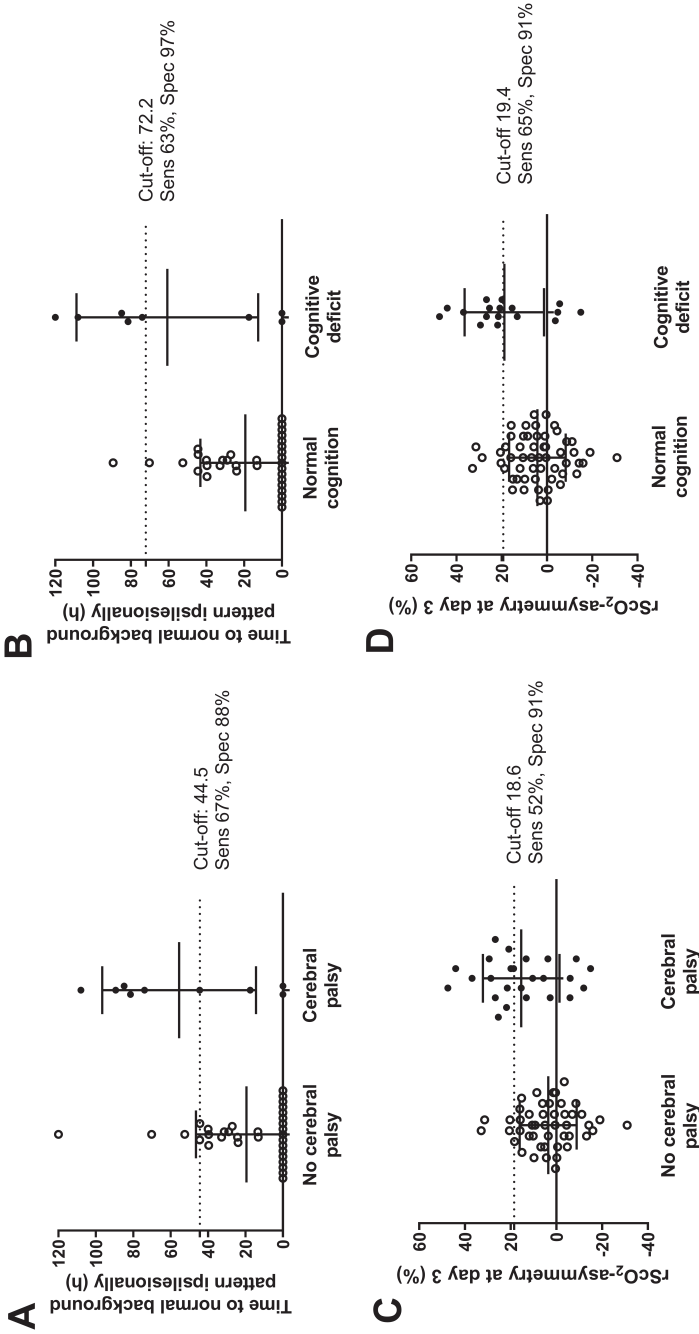 A
Time to normal background
pattern ipsilesionally (h)
120
100
80
60
40
20
0
Cut-off: 44.5
Sens 67%, Spec 88%
No cerebral
palsy
Cerebral
palsy
B
Time to normal background
pattern ipsilesionally (h)
120
100
80
60
40
20
0
Cut-off: 72.2
Sens 63%, Spec 97%
Normal
cognition
Cognitive
deficit
C
rScO2-asymmetry at day 3 (%)
60
40
20
0
-20
-40
Cut-off 18.6
Sens 52%, Spec 91%
No cerebral
palsy
Cerebral
palsy
D
rScO2-asymmetry at day 3 (%)
60
40
20
0
-20
-40
Cut-off 19.4
Sens 65%, Spec 91%
Normal
cognition
Cognitive
deficit